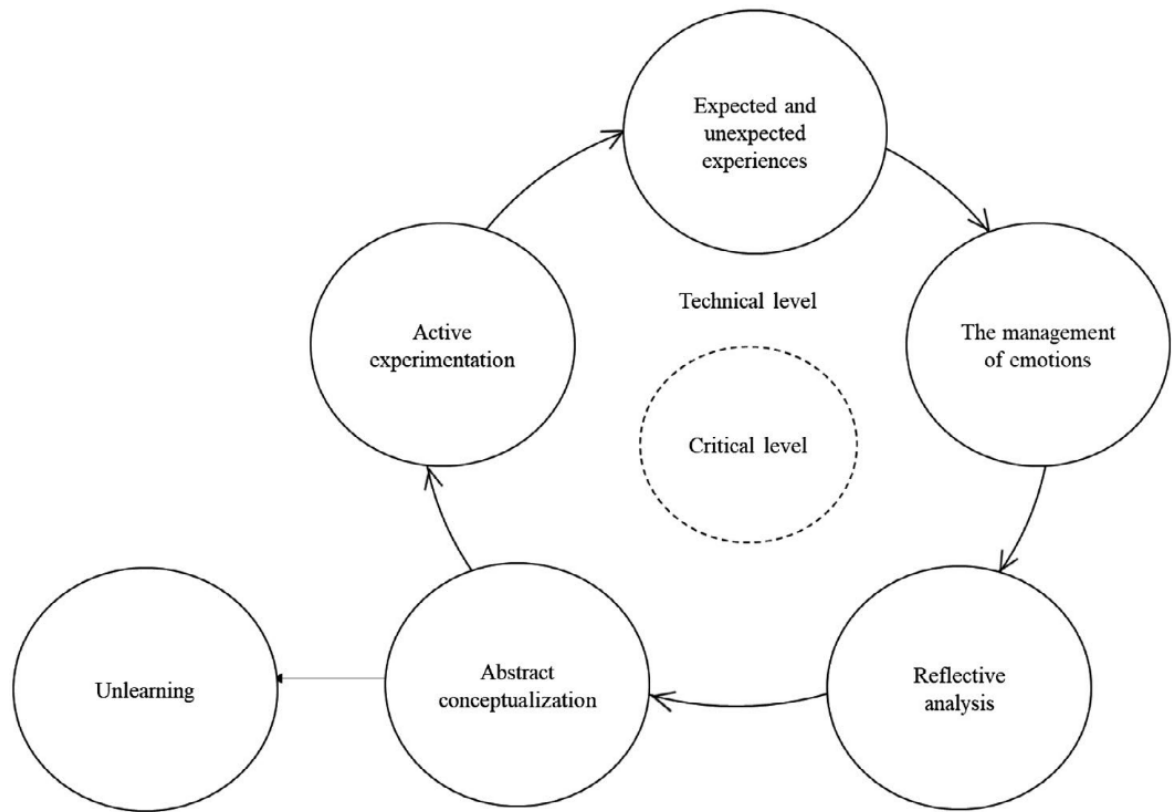 Expected and
unexpected
experiences
Technical level
Active
experimentation
The management
of emotions
Critical level
Unlearning
Abstract
conceptualization
Reflective
analysis